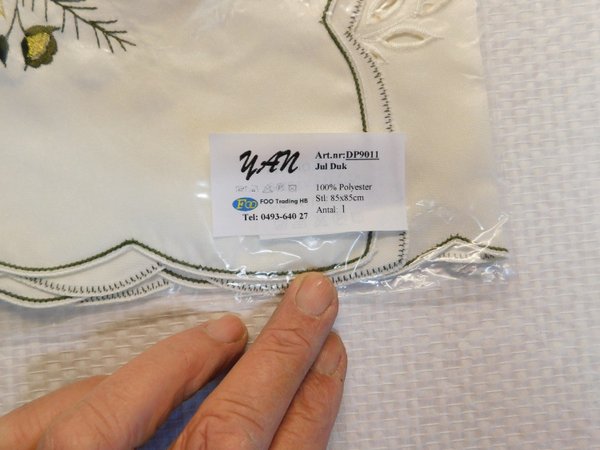 YAN
Art.nr:DP9011
Jul Duk
100% Polyester
FOO
FOO Trading HB
Stl: 85x85cm
Tel: 0493-640 27
Antal: 1